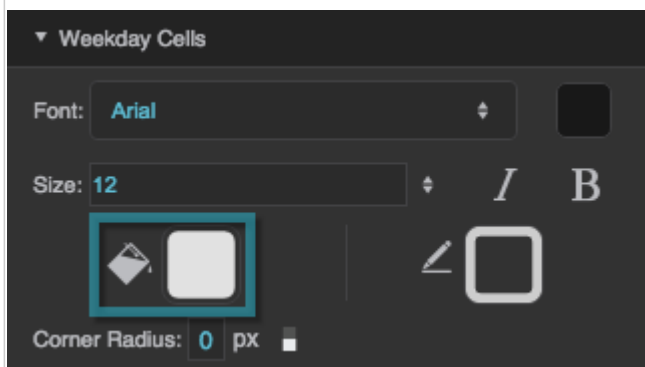 Weekday Cells
Font: Arial
Size: 12 I B
Corner Radius: 0 px